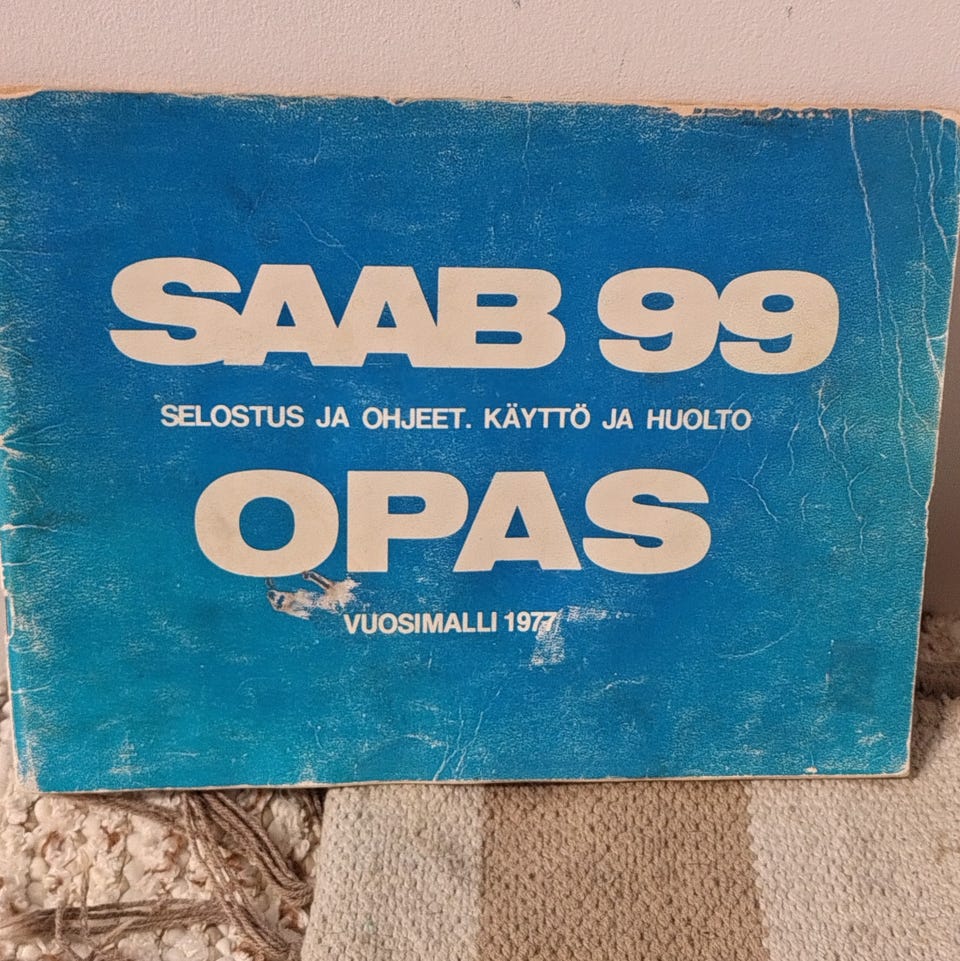 SAAB 99
SELOSTUS JA OHJEET. KÄYTTÖ JA HUOLTO
OPAS
VUOSIMALLI 1977